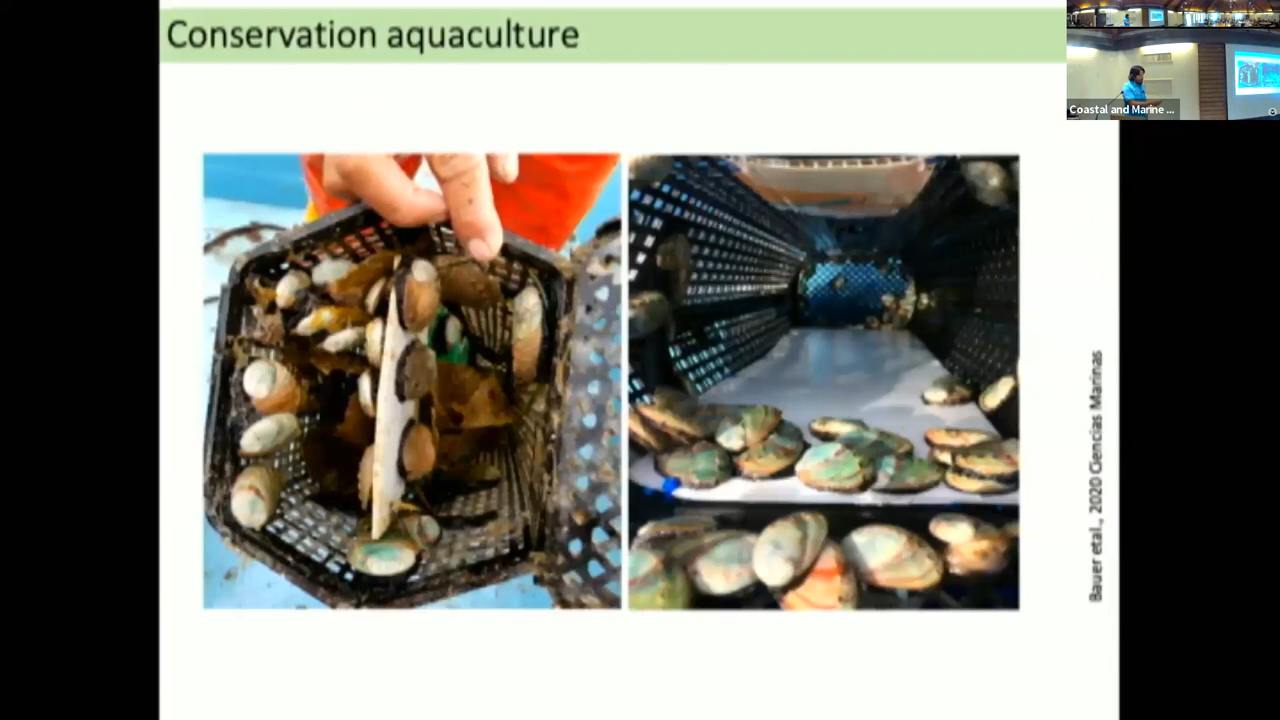 Conservation aquaculture
Coastal and Marine ...
Bauer etal., 2020 Ciencias Marinas